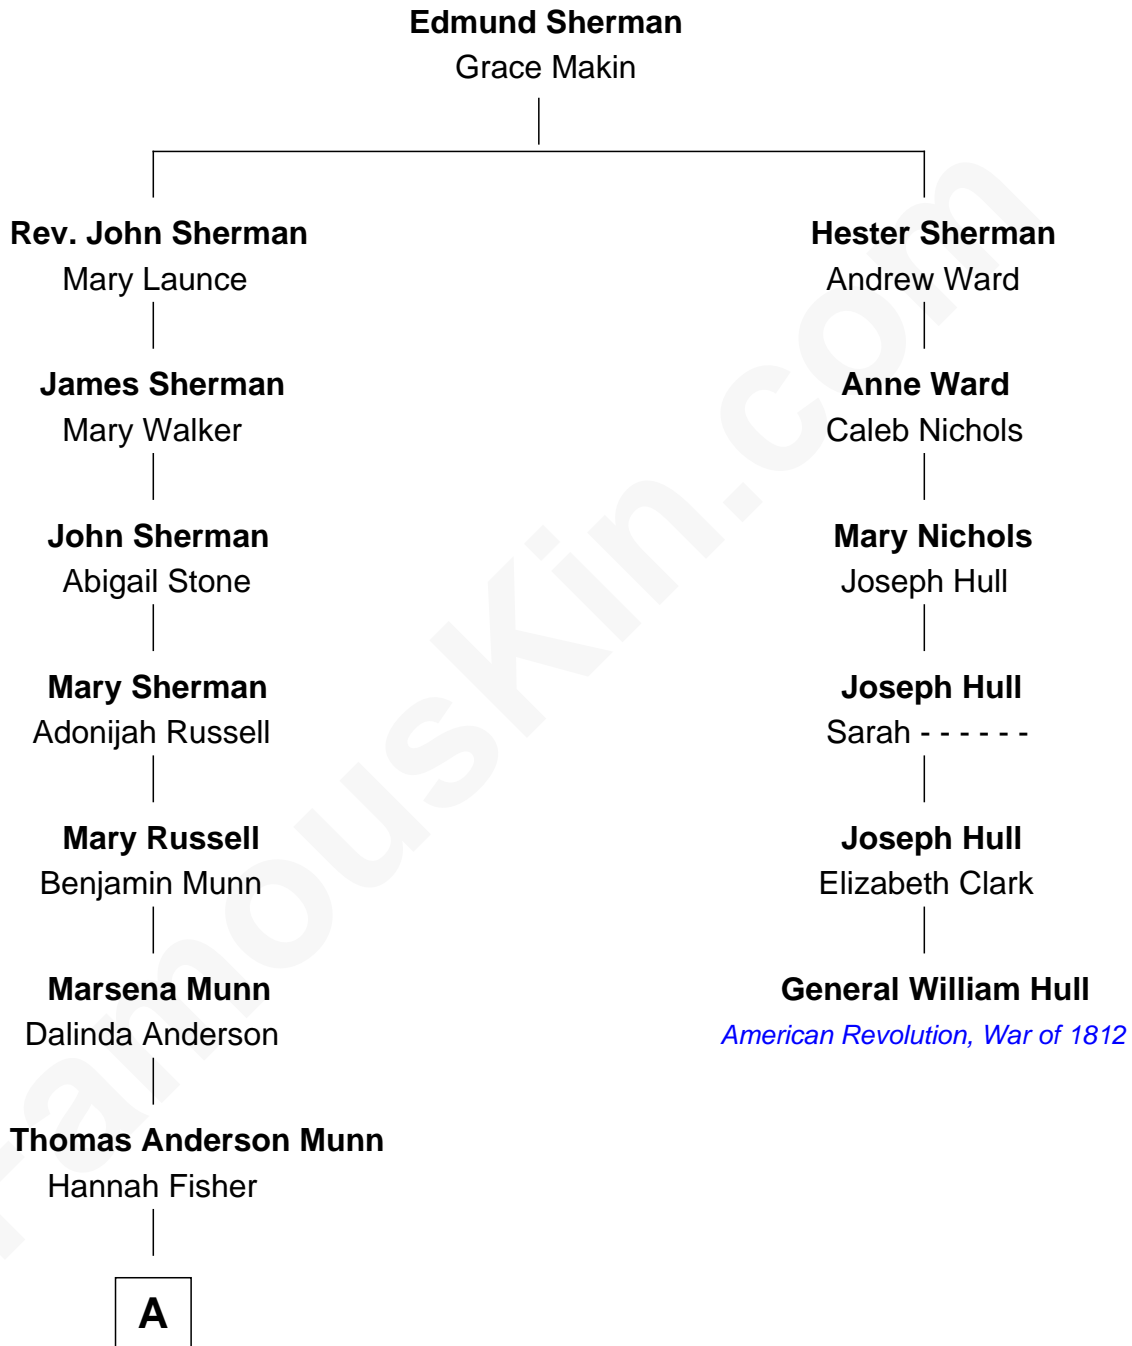 Edmund Sherman
Grace Makin
Rev. John Sherman
Mary Launce
Hester Sherman
Andrew Ward
James Sherman
Mary Walker
Anne Ward
Caleb Nichols
John Sherman
Abigail Stone
Mary Nichols
Joseph Hull
Mary Sherman
Adonijah Russell
Joseph Hull
Sarah - - - - - -
Mary Russell
Benjamin Munn
Joseph Hull
Elizabeth Clark
Marsena Munn
Dalinda Anderson
General William Hull
American Revolution, War of 1812
Thomas Anderson Munn
Hannah Fisher
A
FamousKin.com